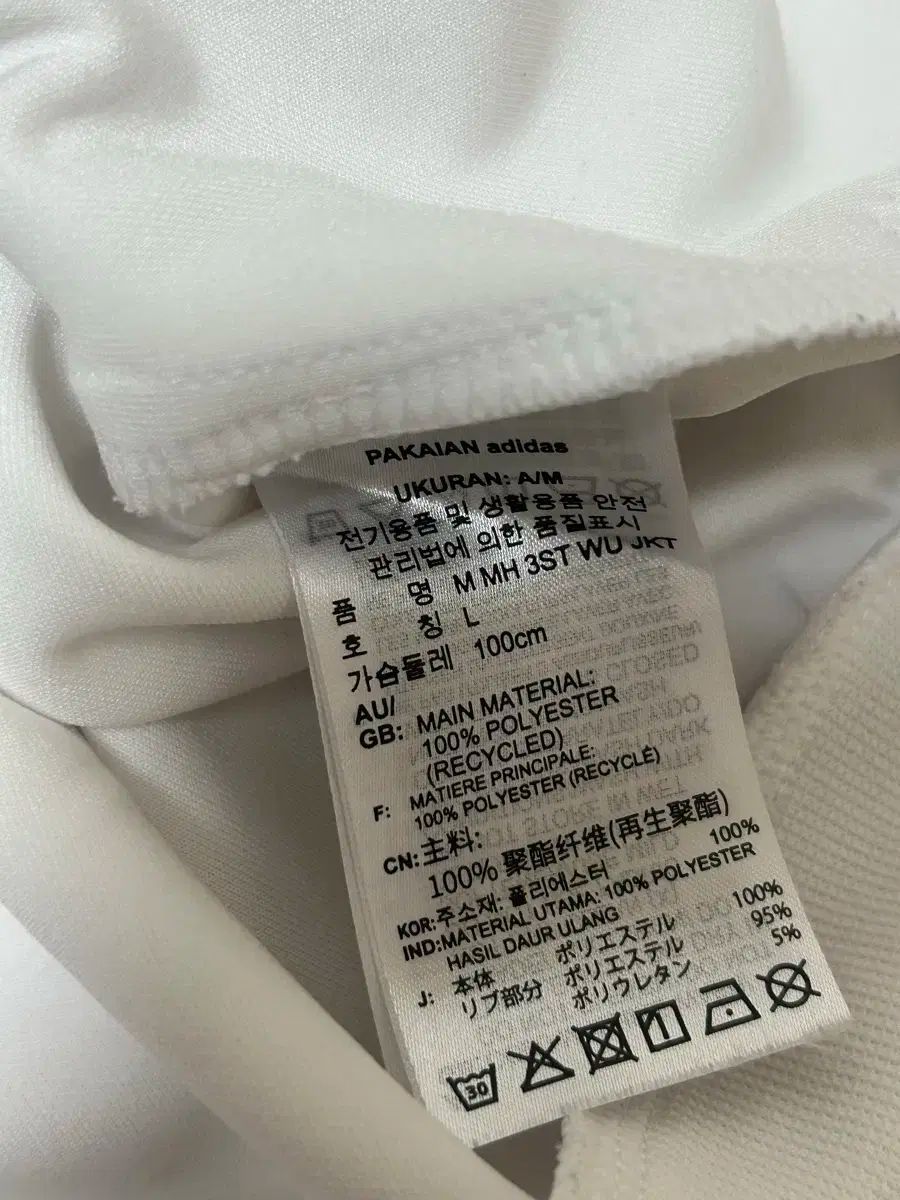 PAKAIAN adidas
UKURAN: A/M
전기용품 및 생활용품 안전
관리법에 의한 품질표시
품 명 M MH 3ST WU JKT
호 칭 L
가슴둘레 100cm
AU/
GB: MAIN MATERIAL:
100% POLYESTER
(RECYCLED)
F: MATIERE PRINCIPALE:
100% POLYESTER (RECYCLÉ)
CN: 主料:
100% 聚酯纤维(再生聚酯)
KOR: 주소재: 폴리에스터 100%
IND: MATERIAL UTAMA: 100% POLYESTER
HASIL DAUR ULANG
J: 本体 ポリエステル 100%
リブ部分 ポリエステル 95%
ポリウレタン 5%
30